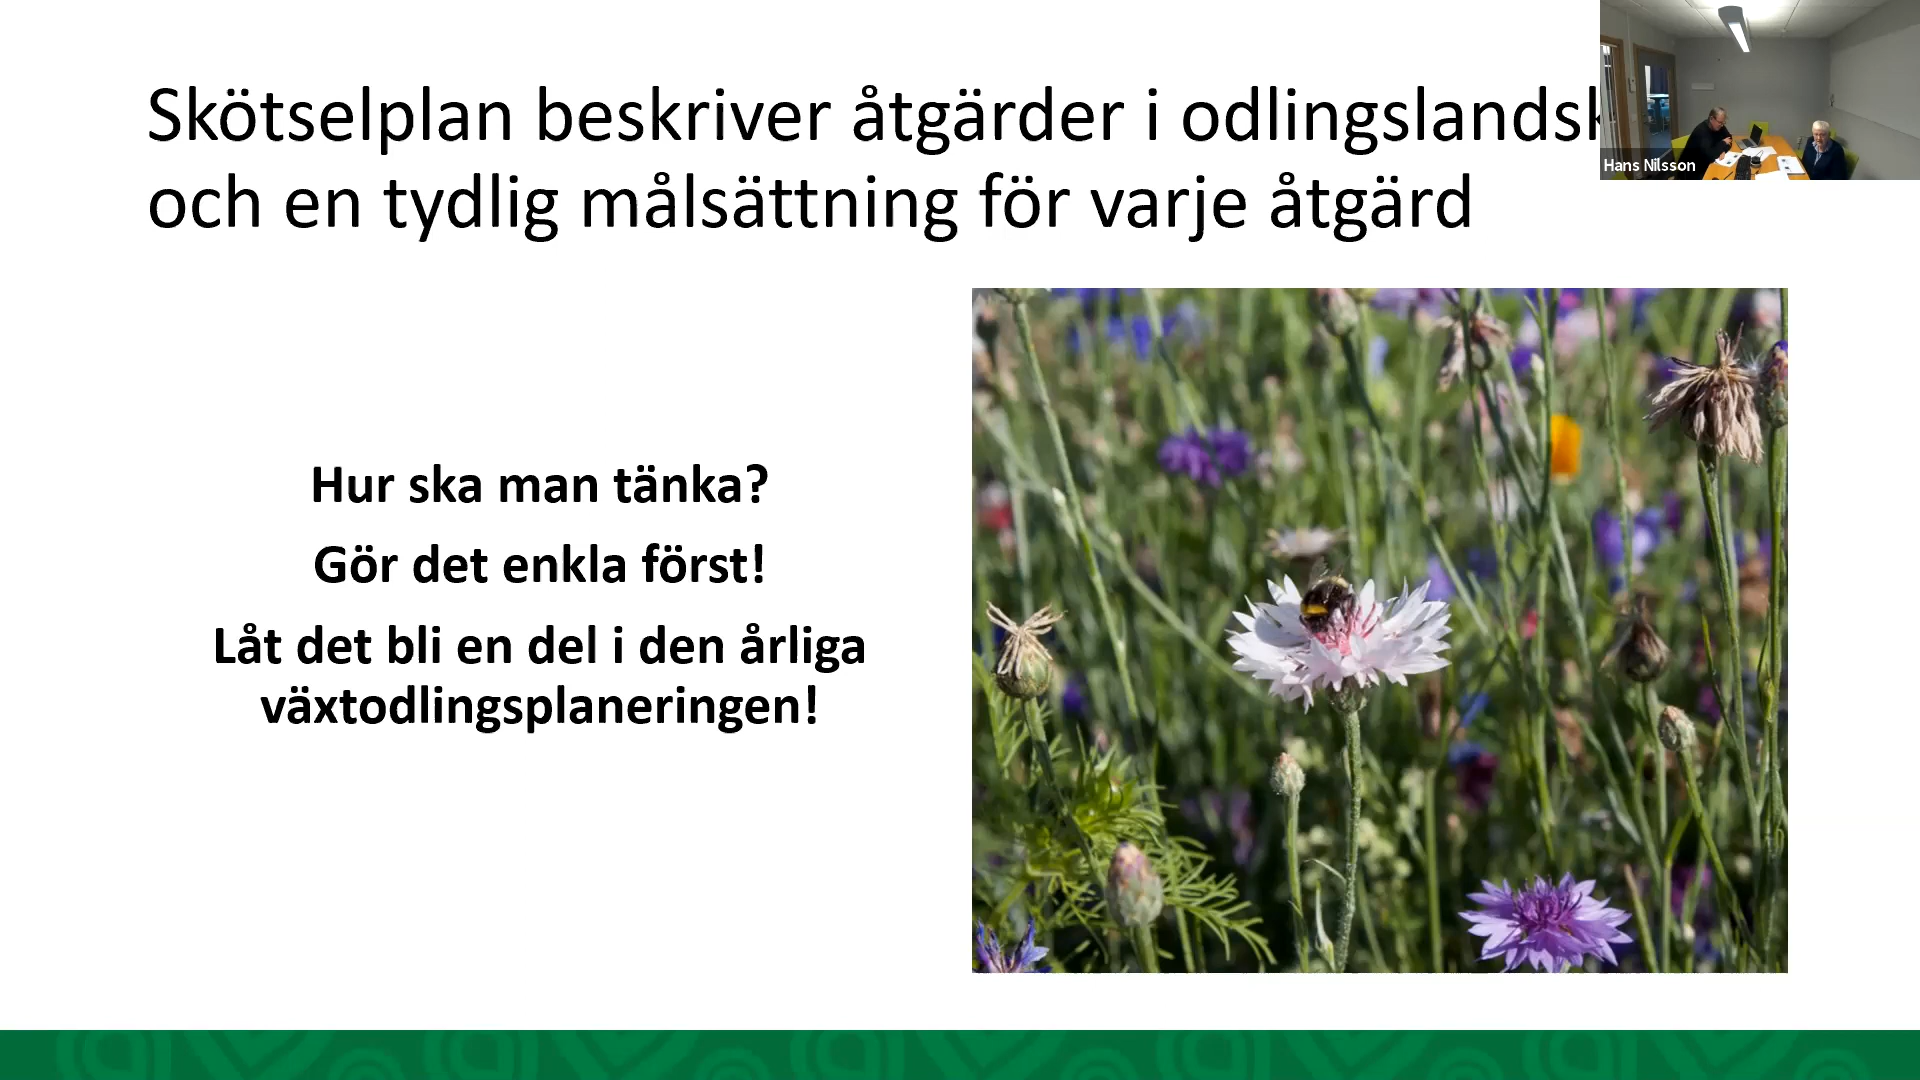 Skötselplan beskriver åtgärder i
och en tydlig målsättning för varje åtgärd
Hans Nilsson
Hur ska man tänka?
Gör det enkla först!
Låt det bli en del i den årliga
växtodlingsplaneringen!